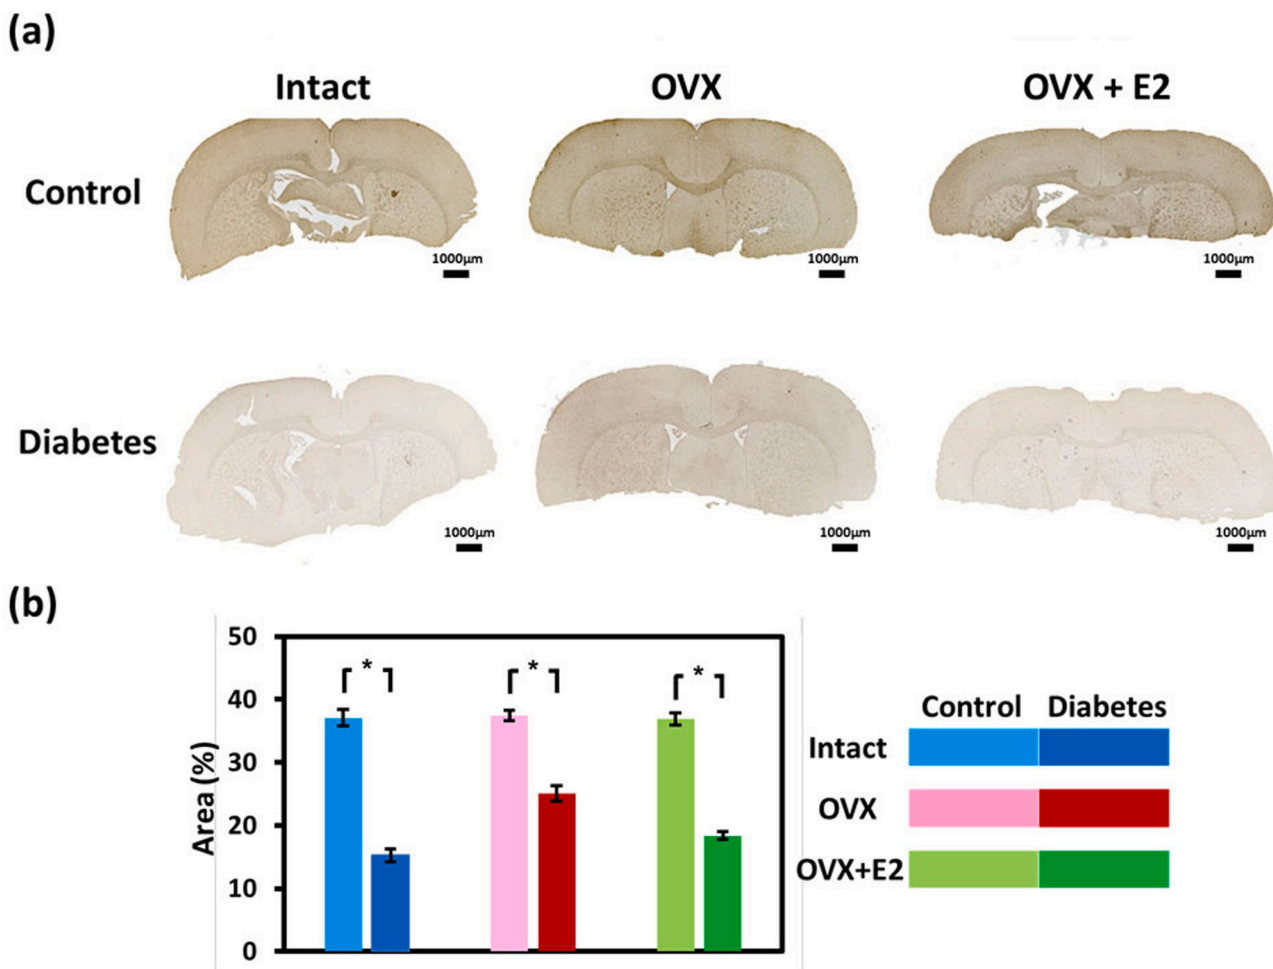 (a)
Intact OVX OVX + E2
Control
1000µm 1000µm 1000µm
Diabetes
1000µm 1000µm 1000µm
(b)
50
40
30
20
10
0
Area (%)
* * *
Control Diabetes
Intact
OVX
OVX+E2